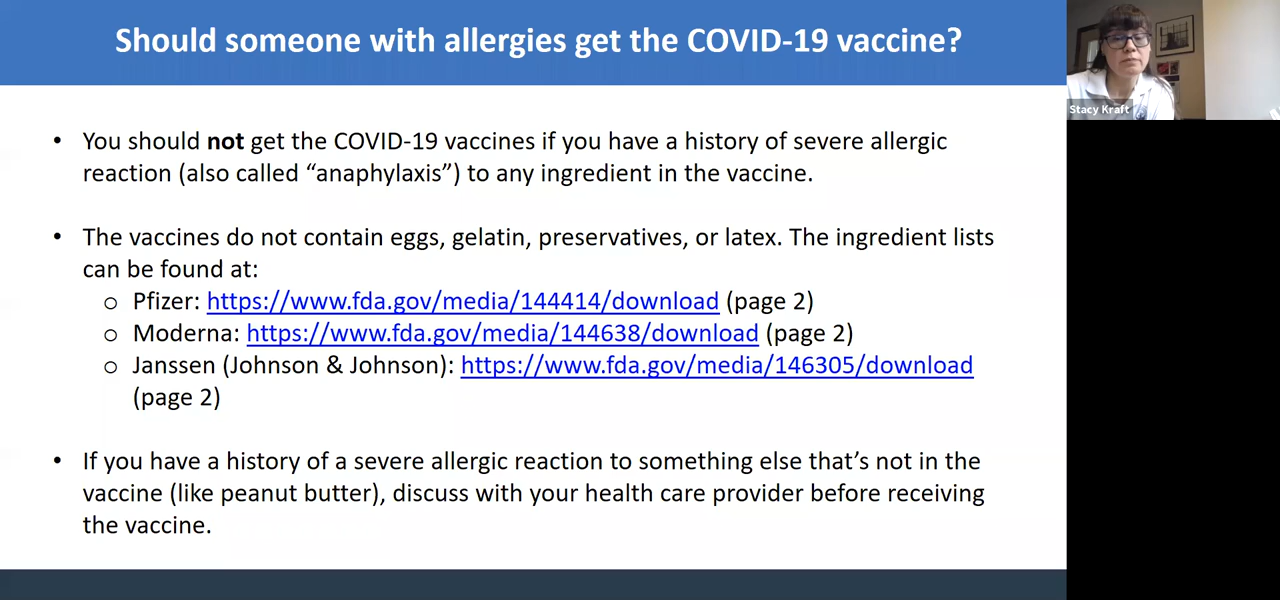 Should someone with allergies get the COVID-19 vaccine?
Stacy Kraft
• You should not get the COVID-19 vaccines if you have a history of severe allergic
reaction (also called “anaphylaxis”) to any ingredient in the vaccine.
• The vaccines do not contain eggs, gelatin, preservatives, or latex. The ingredient lists
can be found at:
o Pfizer: https://www.fda.gov/media/144414/download (page 2)
o Moderna: https://www.fda.gov/media/144638/download (page 2)
o Janssen (Johnson & Johnson): https://www.fda.gov/media/146305/download
(page 2)
• If you have a history of a severe allergic reaction to something else that’s not in the
vaccine (like peanut butter), discuss with your health care provider before receiving
the vaccine.